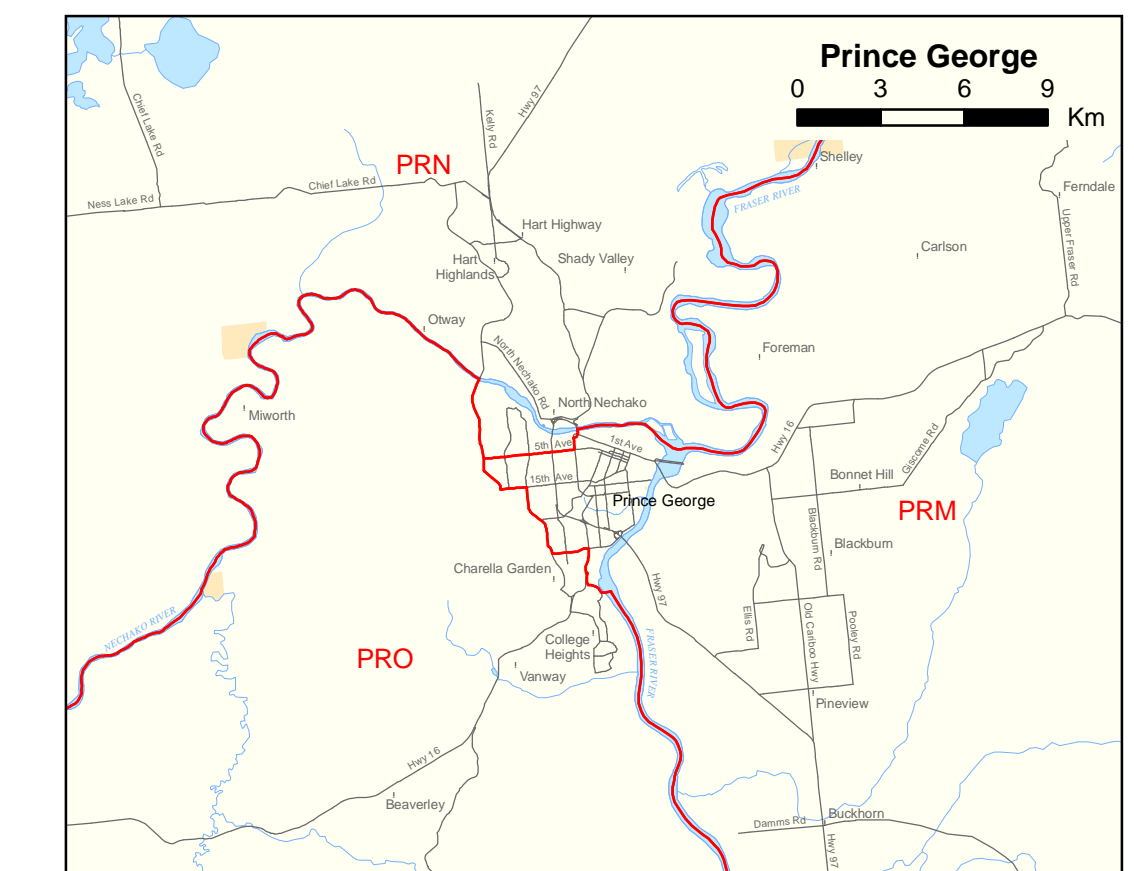 Prince George
0 3 6 9
Km
Hwy 97
Kelly Rd
Chief Lake Rd
Shelley
PRN
Chief Lake Rd
Ferndale
Ness Lake Rd
FRASER RIVER
Hart Highway
Upper Fraser Rd
Carlson
Hart
Highlands
Shady Valley
Otway
Foreman
North Nechako Rd
North Nechako
Miworth
Hwy 16
1st Ave
5th Ave
Giscome Rd
15th Ave
Bonnet Hill
Prince George
PRM
Blackburn Rd
Blackburn
Charella Garden
Hwy 97
NECHAKO RIVER
Ellis Rd
Old Cariboo Hwy
Pooley Rd
College
Heights
FRASER RIVER
PRO
Vanway
Pineview
Hwy 16
Beaverley
Damms Rd
Buckhorn
Hwy 97